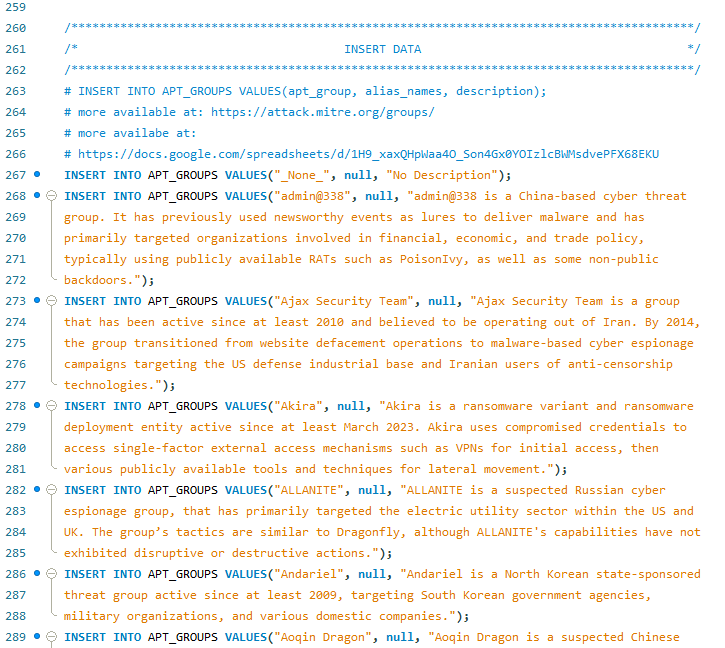 259
260 /*****************************************************************************************/
261 /* INSERT DATA */
262 /*****************************************************************************************/
263 # INSERT INTO APT_GROUPS VALUES(apt_group, alias_names, description);
264 # more available at: https://attack.mitre.org/groups/
265 # more availabe at:
266 # https://docs.google.com/spreadsheets/d/1H9_xaxQHpWaa4O_Son4Gx0YOIzlcBWMsdvePFX68EKU
267 INSERT INTO APT_GROUPS VALUES("_None_", null, "No Description");
268 INSERT INTO APT_GROUPS VALUES("admin@338", null, "admin@338 is a China-based cyber threat
269 group. It has previously used newsworthy events as lures to deliver malware and has
270 primarily targeted organizations involved in financial, economic, and trade policy,
271 typically using publicly available RATs such as PoisonIvy, as well as some non-public
272 backdoors.");
273 INSERT INTO APT_GROUPS VALUES("Ajax Security Team", null, "Ajax Security Team is a group
274 that has been active since at least 2010 and believed to be operating out of Iran. By 2014,
275 the group transitioned from website defacement operations to malware-based cyber espionage
276 campaigns targeting the US defense industrial base and Iranian users of anti-censorship
277 technologies.");
278 INSERT INTO APT_GROUPS VALUES("Akira", null, "Akira is a ransomware variant and ransomware
279 deployment entity active since at least March 2023. Akira uses compromised credentials to
280 access single-factor external access mechanisms such as VPNs for initial access, then
281 various publicly available tools and techniques for lateral movement.");
282 INSERT INTO APT_GROUPS VALUES("ALLANITE", null, "ALLANITE is a suspected Russian cyber
283 espionage group, that has primarily targeted the electric utility sector within the US and
284 UK. The group’s tactics are similar to Dragonfly, although ALLANITE's capabilities have not
285 exhibited disruptive or destructive actions.");
286 INSERT INTO APT_GROUPS VALUES("Andariel", null, "Andariel is a North Korean state-sponsored
287 threat group active since at least 2009, targeting South Korean government agencies,
288 military organizations, and various domestic companies.");
289 INSERT INTO APT_GROUPS VALUES("Aoqin Dragon", null, "Aoqin Dragon is a suspected Chinese